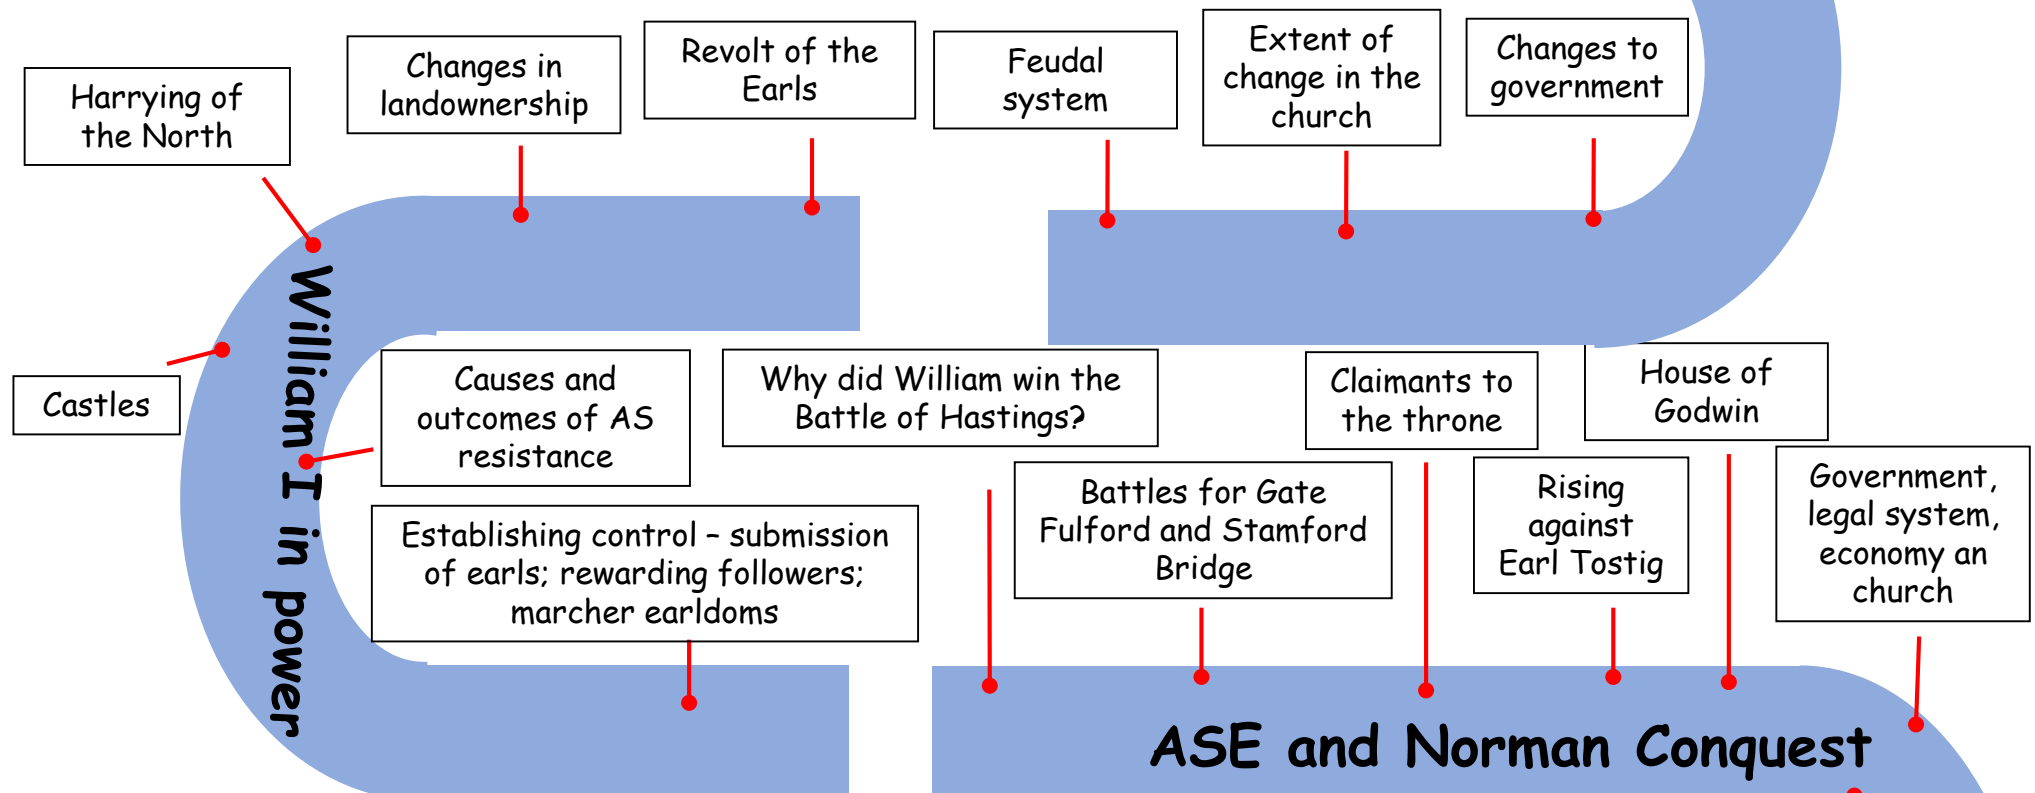 Harrying of
the North
Changes in
landownership
Revolt of the
Earls
Feudal
system
Extent of
change in the
church
Changes to
government
William I in power
Castles
Causes and
outcomes of AS
resistance
Why did William win the
Battle of Hastings?
Claimants to
the throne
House of
Godwin
Establishing control – submission
of earls; rewarding followers;
marcher earldoms
Battles for Gate
Fulford and Stamford
Bridge
Rising
against
Earl Tostig
Government,
legal system,
economy an
church
ASE and Norman Conquest